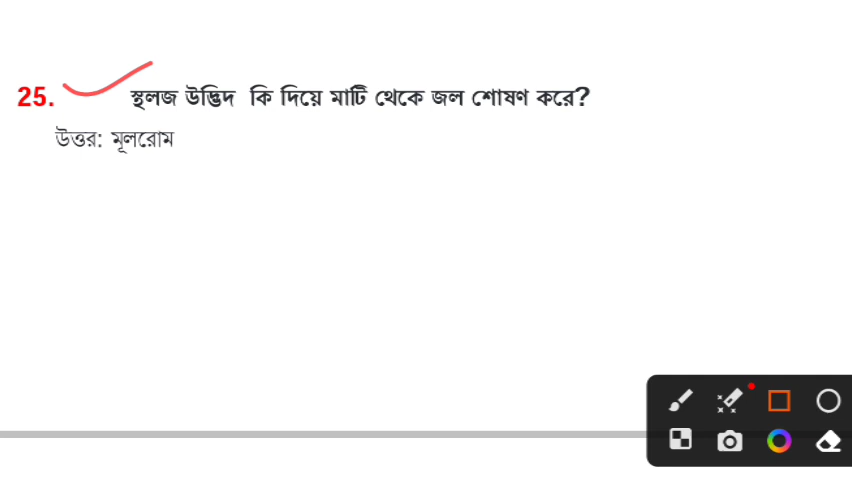 25. স্থলজ উদ্ভিদ কি দিয়ে মাটি থেকে জল শোষণ করে?
উত্তর: মূলরোম